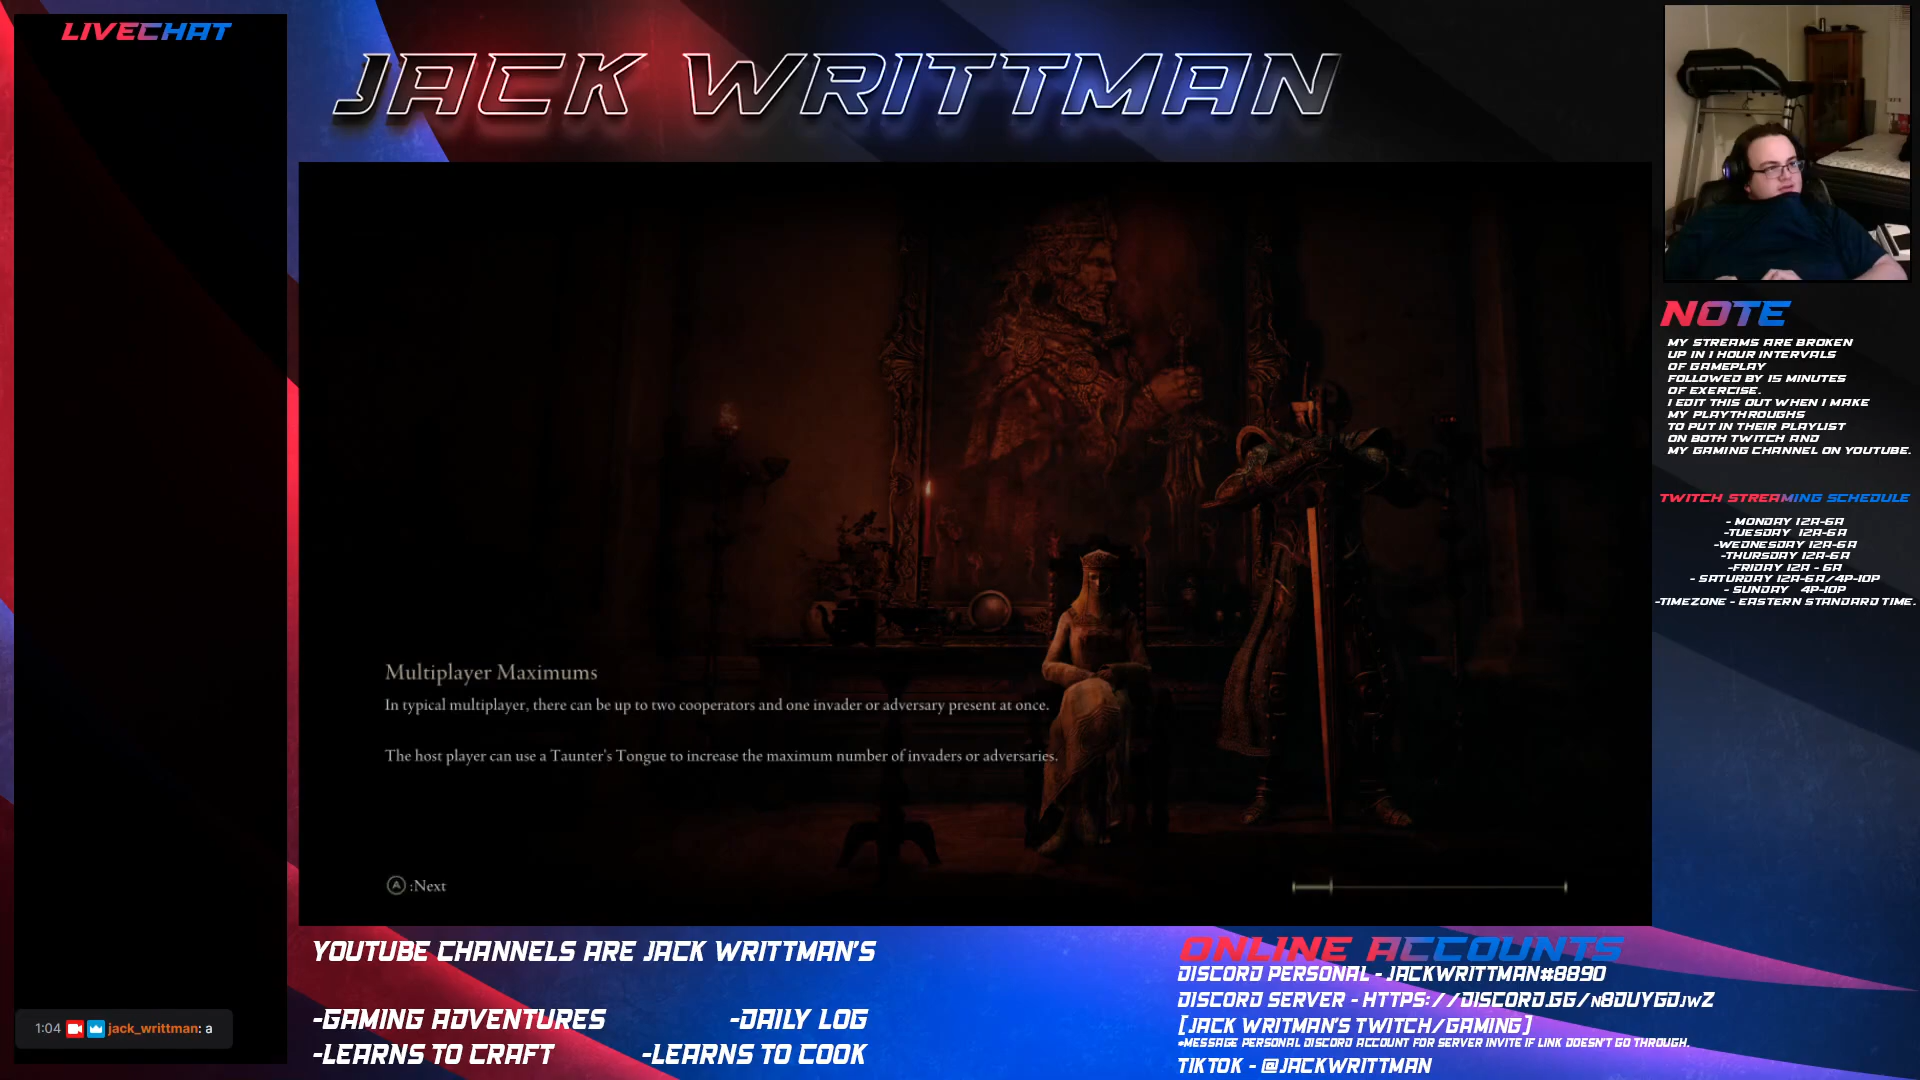 LIVECHAT
JACK WRITTMAN
NOTE
MY STREAMS ARE BROKEN
UP IN 1 HOUR INTERVALS
OF GAMEPLAY
FOLLOWED BY 15 MINUTES
OF EXERCISE.
I EDIT THIS OUT WHEN I MAKE
MY PLAYTHROUGHS
TO PUT IN THEIR PLAYLIST
ON BOTH TWITCH AND
MY GAMING CHANNEL ON YOUTUBE.
TWITCH STREAMING SCHEDULE
- MONDAY 12A-6A
-TUESDAY 12A-6A
-WEDNESDAY 12A-6A
-THURSDAY 12A-6A
-FRIDAY 12A - 6A
- SATURDAY 12A-6A/4P-10P
- SUNDAY 4P-10P
-TIMEZONE - EASTERN STANDARD TIME.
Multiplayer Maximums
In typical multiplayer, there can be up to two cooperators and one invader or adversary present at once.
The host player can use a Taunter's Tongue to increase the maximum number of invaders or adversaries.
A :Next
1:04 jack_writtman: a
YOUTUBE CHANNELS ARE JACK WRITTMAN'S
-GAMING ADVENTURES -DAILY LOG
-LEARNS TO CRAFT -LEARNS TO COOK
ONLINE ACCOUNTS
DISCORD PERSONAL - JACKWRITTMAN#8890
DISCORD SERVER - HTTPS://DISCORD.GG/N8DUYGDJWZ
[JACK WRITMAN'S TWITCH/GAMING]
*MESSAGE PERSONAL DISCORD ACCOUNT FOR SERVER INVITE IF LINK DOESN'T GO THROUGH.
TIKTOK - @JACKWRITTMAN